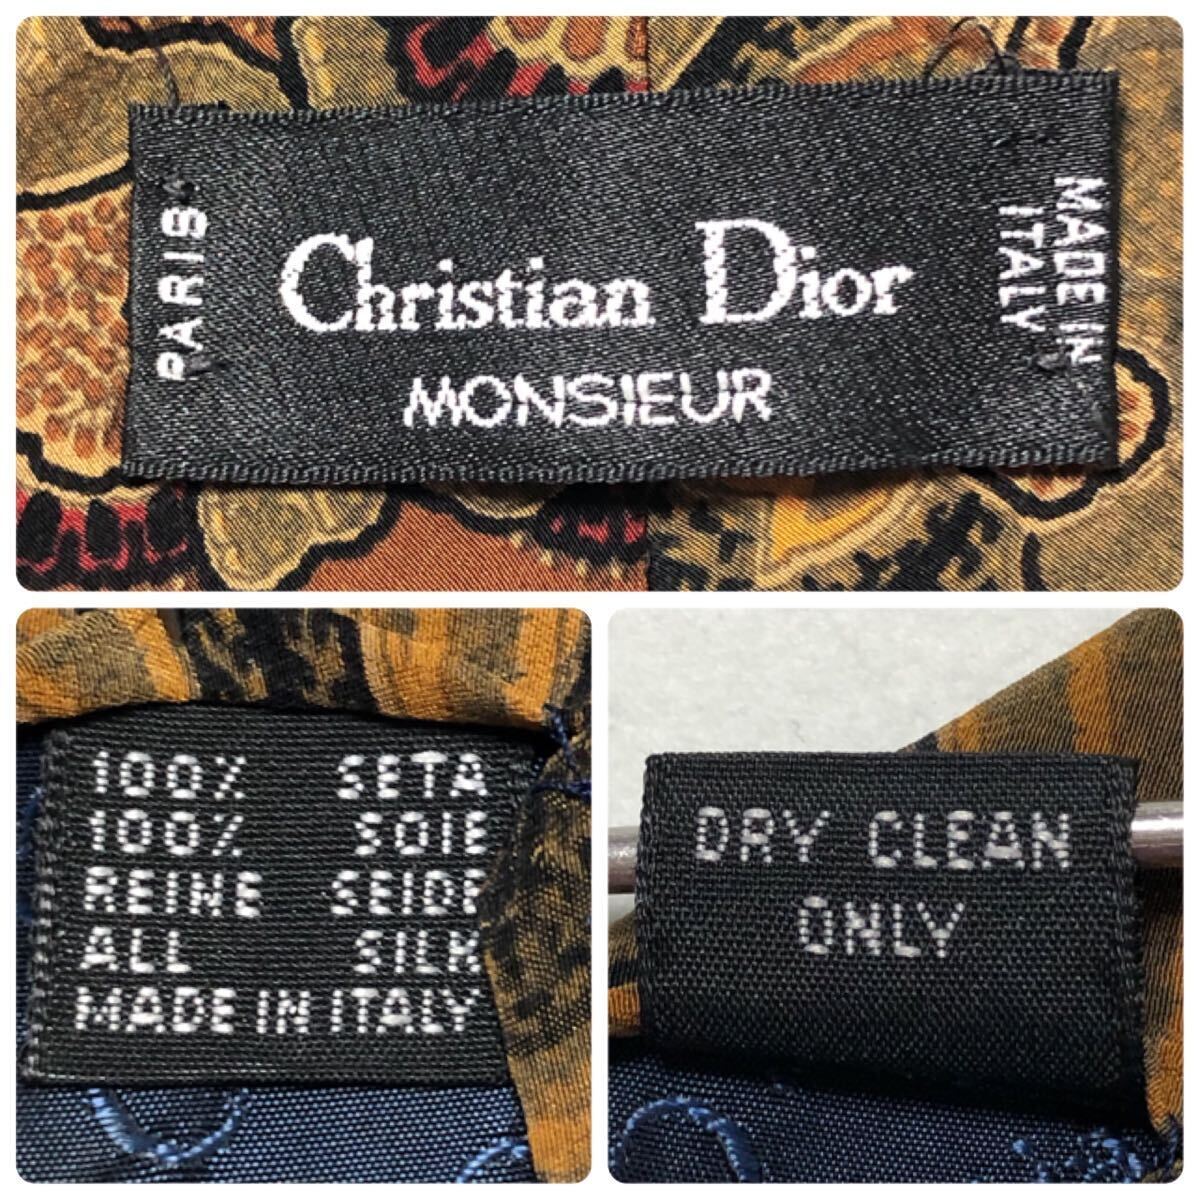 PARIS
Christian Dior
MONSIEUR
MADE IN
ITALY
100% SETA
100% SOIE
REINE SEIDE
ALL SILK
MADE IN ITALY
DRY CLEAN
ONLY